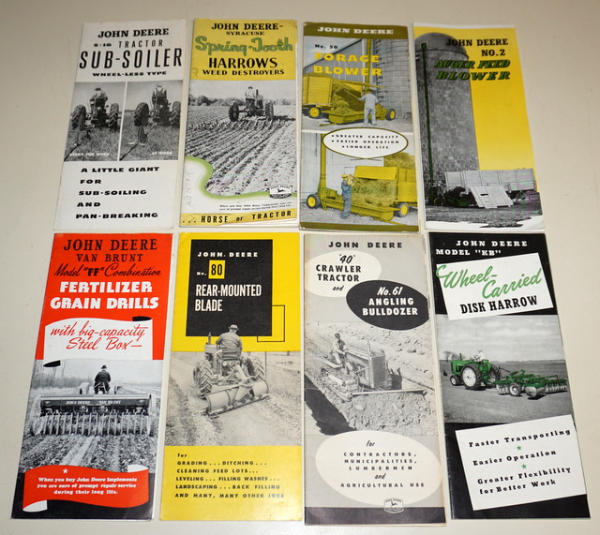 JOHN DEERE
S-16 TRACTOR
SUB-SOILER
WHEEL-LESS TYPE
A LITTLE GIANT
FOR
SUB-SOILING
AND
PAN-BREAKING
JOHN DEERE-
SYRACUSE
Spring-Tooth
HARROWS
WEED DESTROYERS
...HORSE or TRACTOR
JOHN DEERE
No. 50
FORAGE
BLOWER
GREATER CAPACITY
EASIER OPERATION
LONGER LIFE
JOHN DEERE
NO. 2
AUGER FEED
BLOWER
JOHN DEERE
VAN BRUNT
Model "FF" Combination
FERTILIZER
GRAIN DRILLS
with big-capacity
Steel Box—
JOHN DEERE VAN BRUNT
When you buy John Deere Implements
you are sure of prompt repair service
during their long life.
JOHN DEERE
No. 80
REAR-MOUNTED
BLADE
for
GRADING...DITCHING...
CLEANING FEED LOTS...
LEVELING...FILLING WASHES...
LANDSCAPING...BACK FILLING
AND MANY, MANY OTHER JOBS
JOHN DEERE
"40"
CRAWLER
TRACTOR
and
No. 61
ANGLING
BULLDOZER
for
CONTRACTORS,
MUNICIPALITIES,
LUMBERMEN
and
AGRICULTURAL USE
JOHN DEERE
MODEL "KB"
Wheel-Carried
DISK HARROW
Faster Transporting
Easier Operation
Greater Flexibility
for Better Work